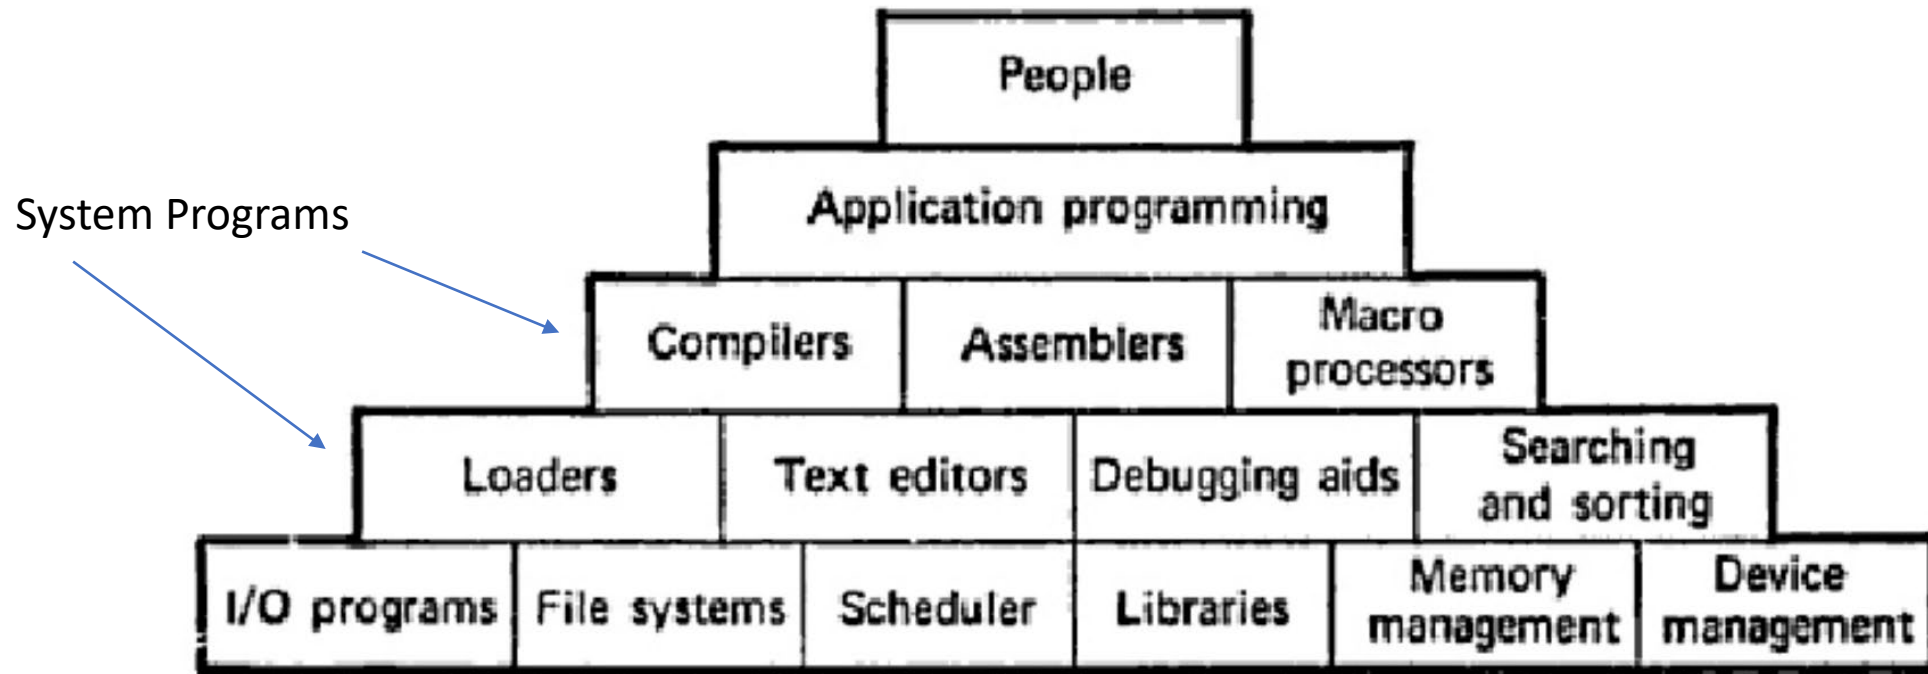 People
Application programming
System Programs
Compilers
Assemblers
Macro
processors
Loaders
Text editors
Debugging aids
Searching
and sorting
I/O programs
File systems
Scheduler
Libraries
Memory
management
Device
management